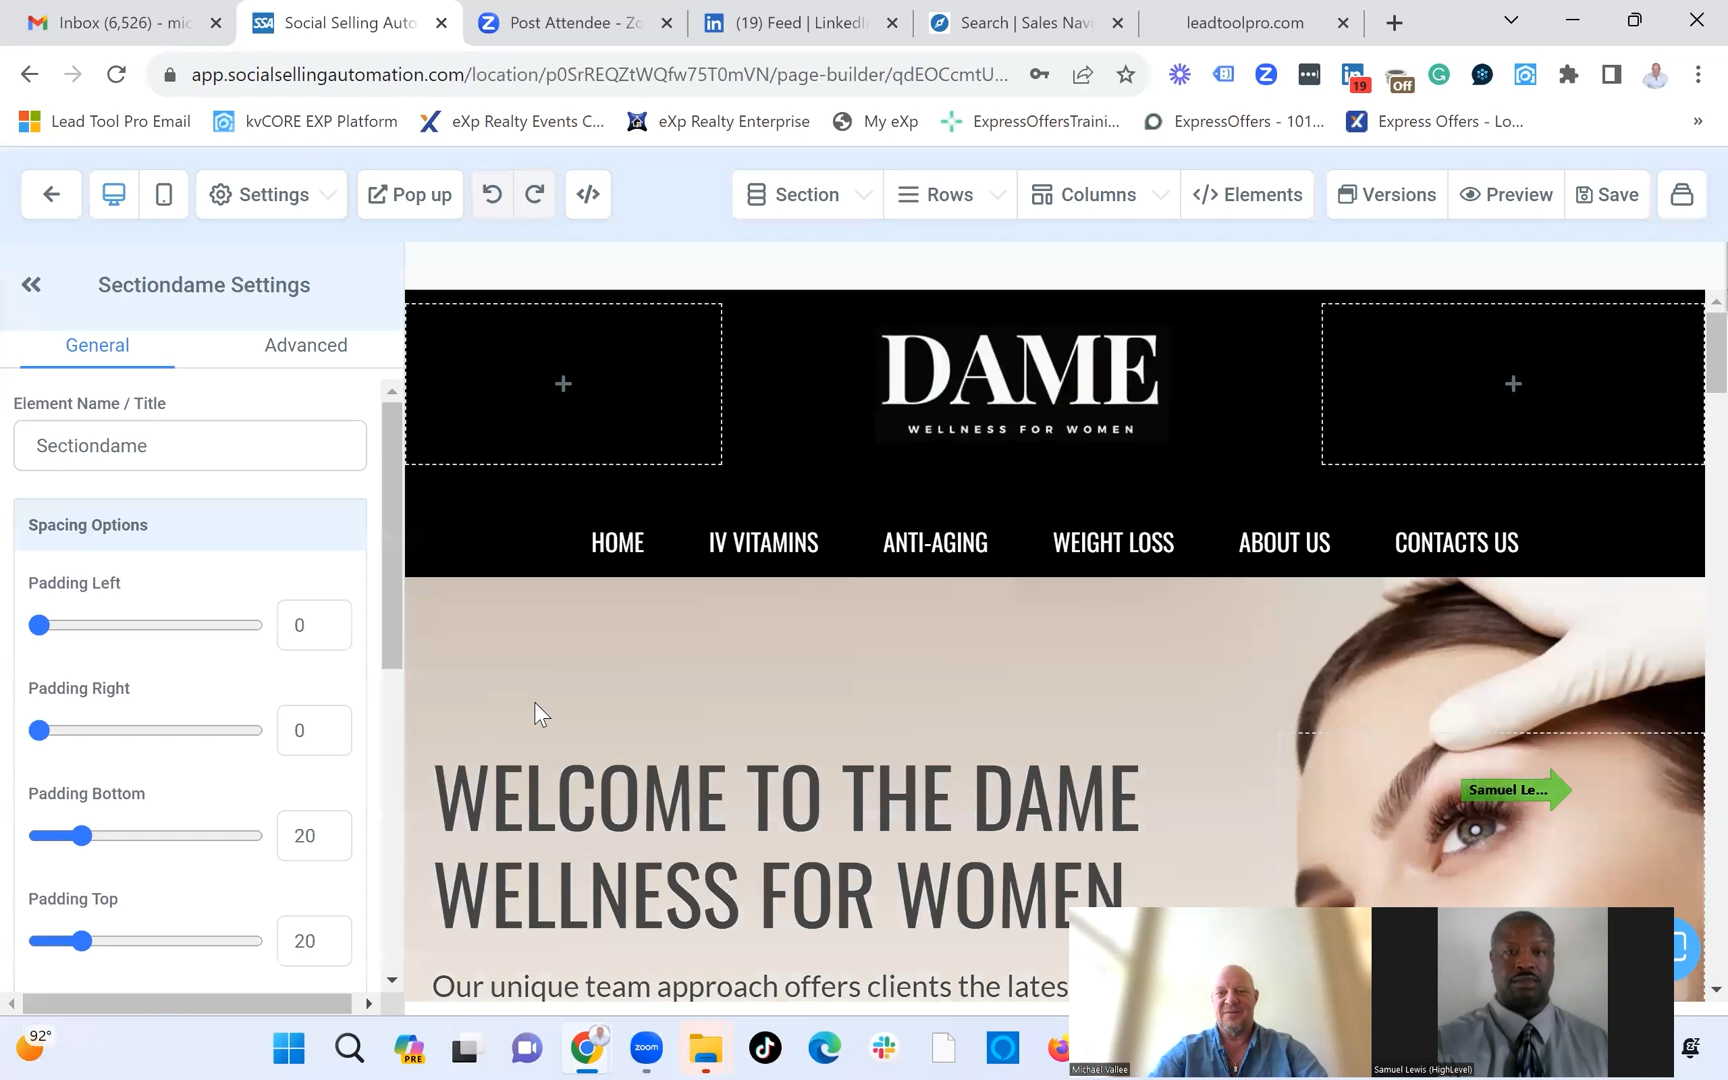 Inbox (6,526) - mic
Social Selling Auto
Post Attendee - Zo
(19) Feed | LinkedI
Search | Sales Navi
leadtoolpro.com
app.socialsellingautomation.com/location/p0SrREQZtWQfw75T0mVN/page-builder/qdEOCcmtU...
19
Off
Lead Tool Pro Email
kvCORE EXP Platform
eXp Realty Events C...
eXp Realty Enterprise
My eXp
ExpressOffersTraini...
ExpressOffers - 101...
Express Offers - Lo...
Settings
Pop up
Section
Rows
Columns
Elements
Versions
Preview
Save
Sectiondame Settings
General
Advanced
Element Name / Title
Sectiondame
Spacing Options
Padding Left
0
Padding Right
0
Padding Bottom
20
Padding Top
20
DAME
WELLNESS FOR WOMEN
HOME
IV VITAMINS
ANTI-AGING
WEIGHT LOSS
ABOUT US
CONTACTS US
WELCOME TO THE DAME
WELLNESS FOR WOMEN
Samuel Le...
Our unique team approach offers clients the lates
Michael Vallee
Samuel Lewis (HighLevel)
92°
PRE
zoom